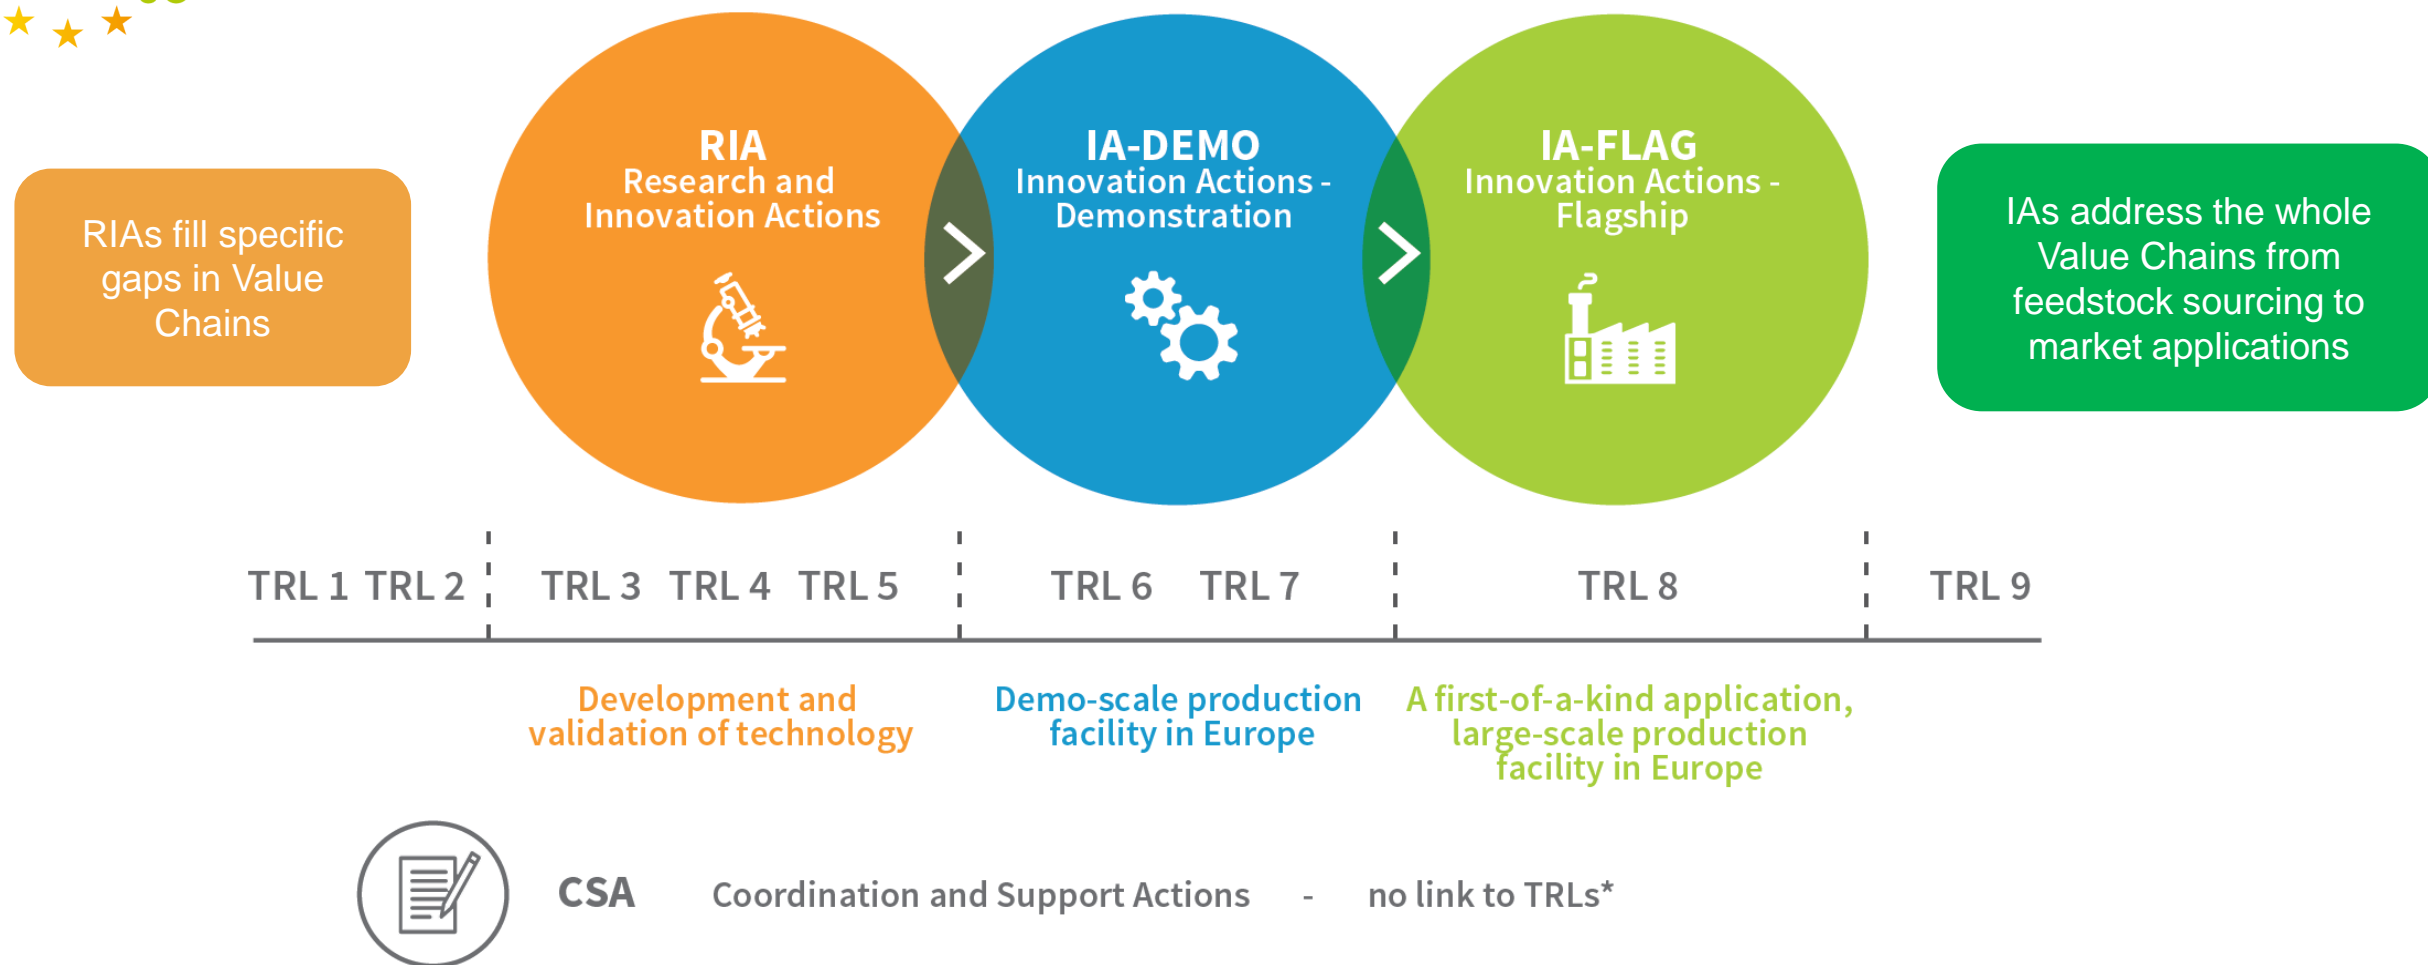 RIAs fill specific
gaps in Value
Chains
RIA
Research and
Innovation Actions
IA-DEMO
Innovation Actions -
Demonstration
IA-FLAG
Innovation Actions -
Flagship
IAs address the whole
Value Chains from
feedstock sourcing to
market applications
TRL 1 TRL 2 TRL 3 TRL 4 TRL 5 TRL 6 TRL 7 TRL 8 TRL 9
Development and
validation of technology
Demo-scale production
facility in Europe
A first-of-a-kind application,
large-scale production
facility in Europe
CSA Coordination and Support Actions - no link to TRLs*